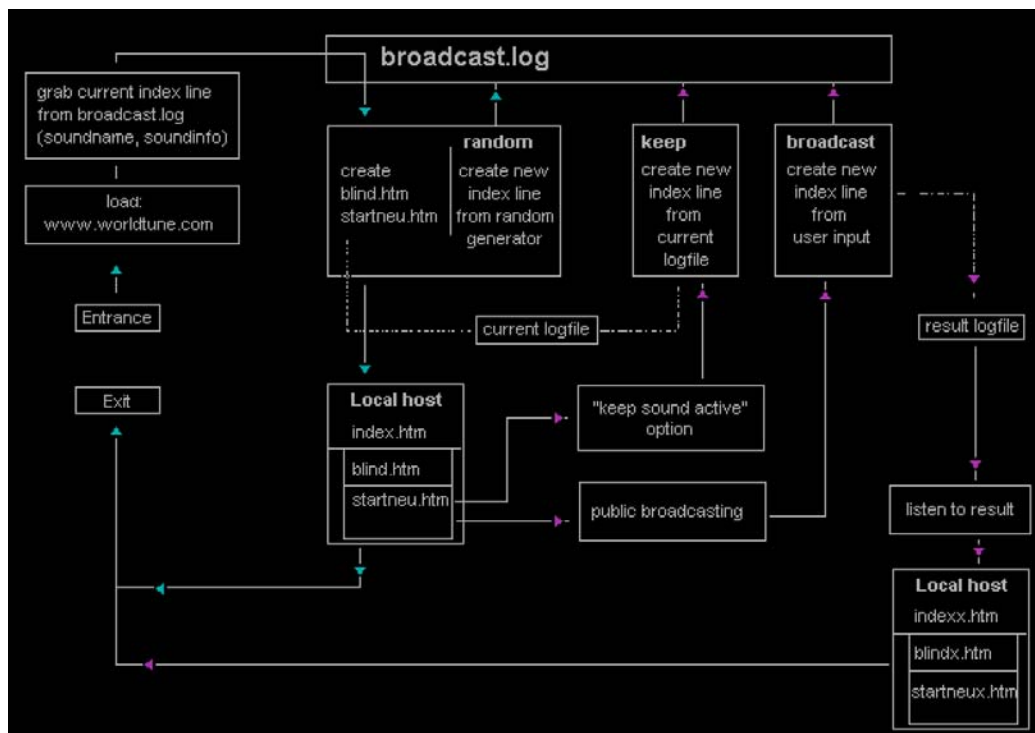 broadcast.log
grab current index line
from broadcast.log
(soundname, soundinfo)
load:
www.worldtune.com
Entrance
Exit
create
blind.htm
startneu.htm
random
create new
index line
from random
generator
keep
create new
index line
from
current
logfile
broadcast
create new
index line
from
user input
current logfile
result logfile
Local host
index.htm
blind.htm
startneu.htm
"keep sound active"
option
public broadcasting
listen to result
Local host
indexx.htm
blindx.htm
startneux.htm